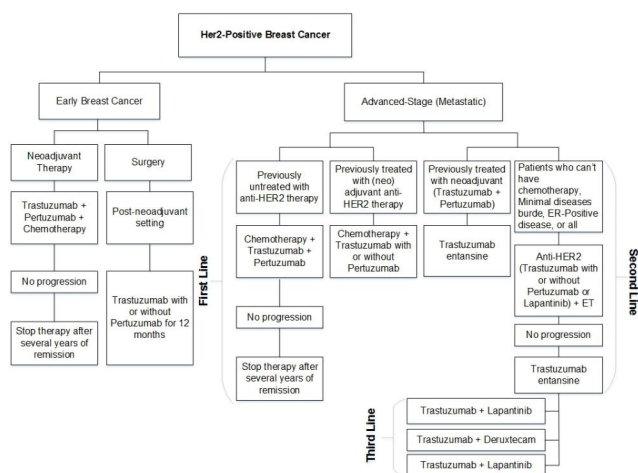 Her2-Positive Breast Cancer
Early Breast Cancer
Advanced-Stage (Metastatic)
Neoadjuvant
Therapy
Surgery
Trastuzumab +
Pertuzumab +
Chemotherapy
Post-neoadjuvant
setting
No progression
Stop therapy after
several years of
remission
Trastuzumab with
or without
Pertuzumab for 12
months
First Line
Previously
untreated with
anti-HER2 therapy
Previously treated
with (neo)
adjuvant anti-
HER2 therapy
Previously treated
with neoadjuvant
(Trastuzumab +
Pertuzumab)
Patients who can't
have
chemotherapy,
Minimal diseases
burde, ER-Positive
disease, or all
Chemotherapy +
Trastuzumab +
Pertuzumab
Chemotherapy +
Trastuzumab with
or without
Pertuzumab
Trastuzumab
entansine
Anti-HER2
(Trastuzumab with
or without
Pertuzumab or
Lapantinib) + ET
No progression
No progression
Stop therapy after
several years of
remission
Trastuzumab
entansine
Second Line
Third Line
Trastuzumab + Lapantinib
Trastuzumab + Deruxtecam
Trastuzumab + Lapantinib